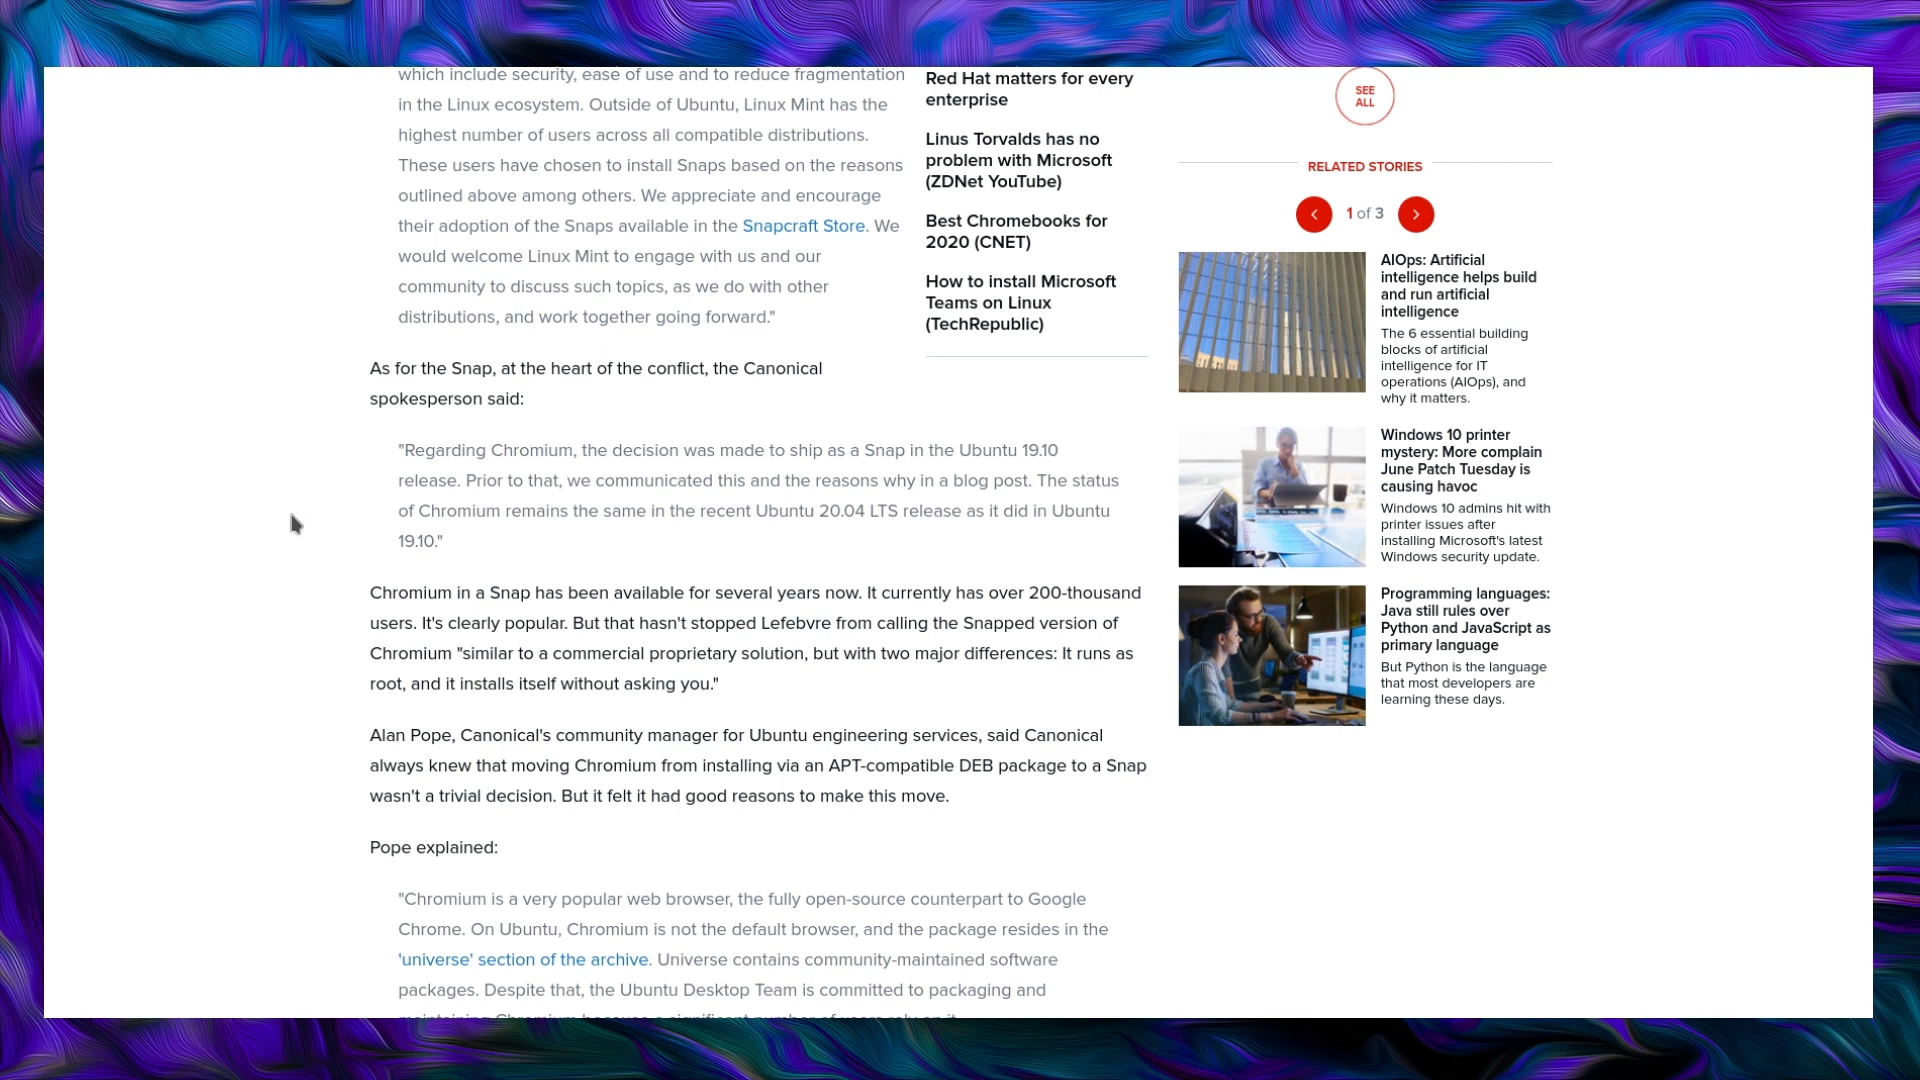 which include security, ease of use and to reduce fragmentation
in the Linux ecosystem. Outside of Ubuntu, Linux Mint has the
highest number of users across all compatible distributions.
These users have chosen to install Snaps based on the reasons
outlined above among others. We appreciate and encourage
their adoption of the Snaps available in the Snapcraft Store. We
would welcome Linux Mint to engage with us and our
community to discuss such topics, as we do with other
distributions, and work together going forward."
As for the Snap, at the heart of the conflict, the Canonical
spokesperson said:
"Regarding Chromium, the decision was made to ship as a Snap in the Ubuntu 19.10
release. Prior to that, we communicated this and the reasons why in a blog post. The status
of Chromium remains the same in the recent Ubuntu 20.04 LTS release as it did in Ubuntu
19.10."
Chromium in a Snap has been available for several years now. It currently has over 200-thousand
users. It's clearly popular. But that hasn't stopped Lefebvre from calling the Snapped version of
Chromium "similar to a commercial proprietary solution, but with two major differences: It runs as
root, and it installs itself without asking you."
Alan Pope, Canonical's community manager for Ubuntu engineering services, said Canonical
always knew that moving Chromium from installing via an APT-compatible DEB package to a Snap
wasn't a trivial decision. But it felt it had good reasons to make this move.
Pope explained:
"Chromium is a very popular web browser, the fully open-source counterpart to Google
Chrome. On Ubuntu, Chromium is not the default browser, and the package resides in the
'universe' section of the archive. Universe contains community-maintained software
packages. Despite that, the Ubuntu Desktop Team is committed to packaging and
maintaining Chromium because a significant number of users rely on it.
Red Hat matters for every
enterprise
Linus Torvalds has no
problem with Microsoft
(ZDNet YouTube)
Best Chromebooks for
2020 (CNET)
How to install Microsoft
Teams on Linux
(TechRepublic)
SEE
ALL
RELATED STORIES
1 of 3
AIOps: Artificial
intelligence helps build
and run artificial
intelligence
The 6 essential building
blocks of artificial
intelligence for IT
operations (AIOps), and
why it matters.
Windows 10 printer
mystery: More complain
June Patch Tuesday is
causing havoc
Windows 10 admins hit with
printer issues after
installing Microsoft's latest
Windows security update.
Programming languages:
Java still rules over
Python and JavaScript as
primary language
But Python is the language
that most developers are
learning these days.